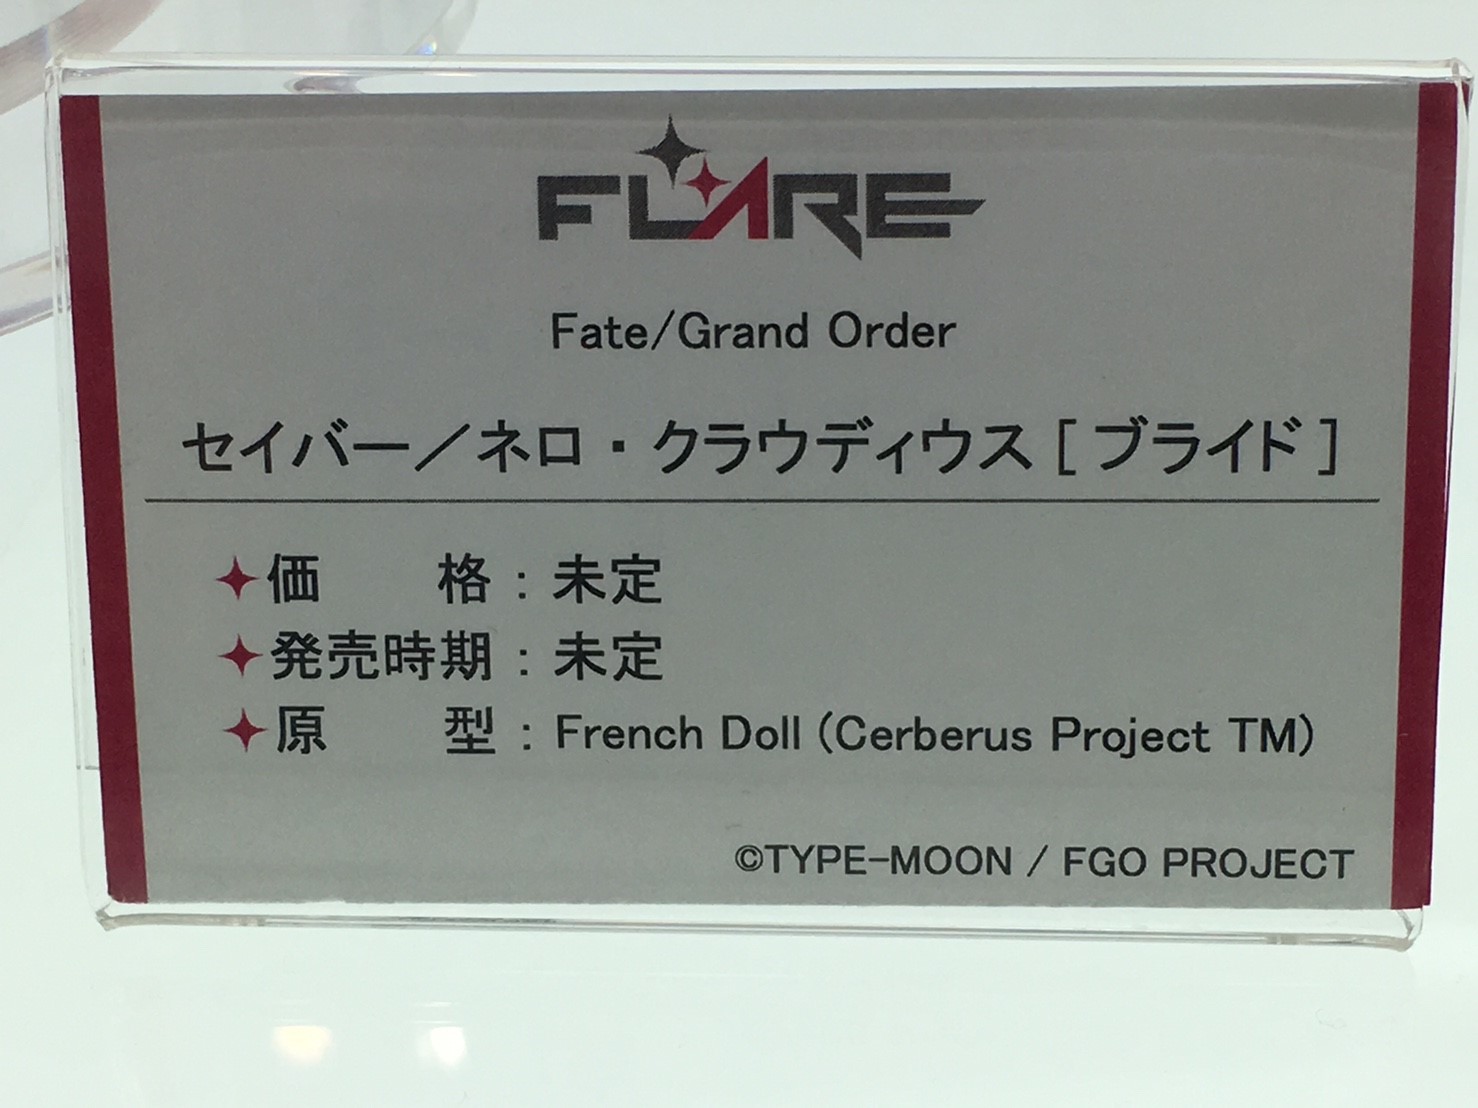 FLARE
Fate/Grand Order
セイバー／ネロ・クラウディウス[ブライド]
価　　格：未定
発売時期：未定
原　　型：French Doll (Cerberus Project TM)
©TYPE-MOON / FGO PROJECT